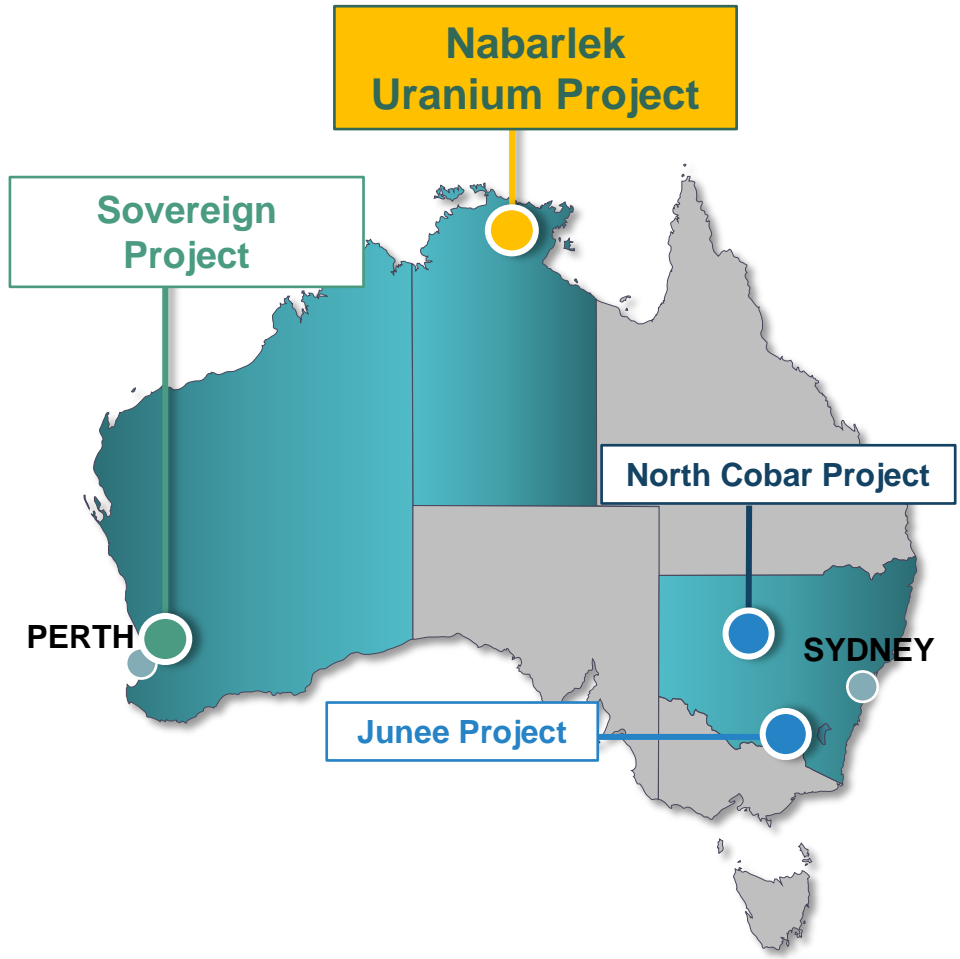 Nabarlek
Uranium Project
Sovereign
Project
North Cobar Project
PERTH
SYDNEY
Junee Project